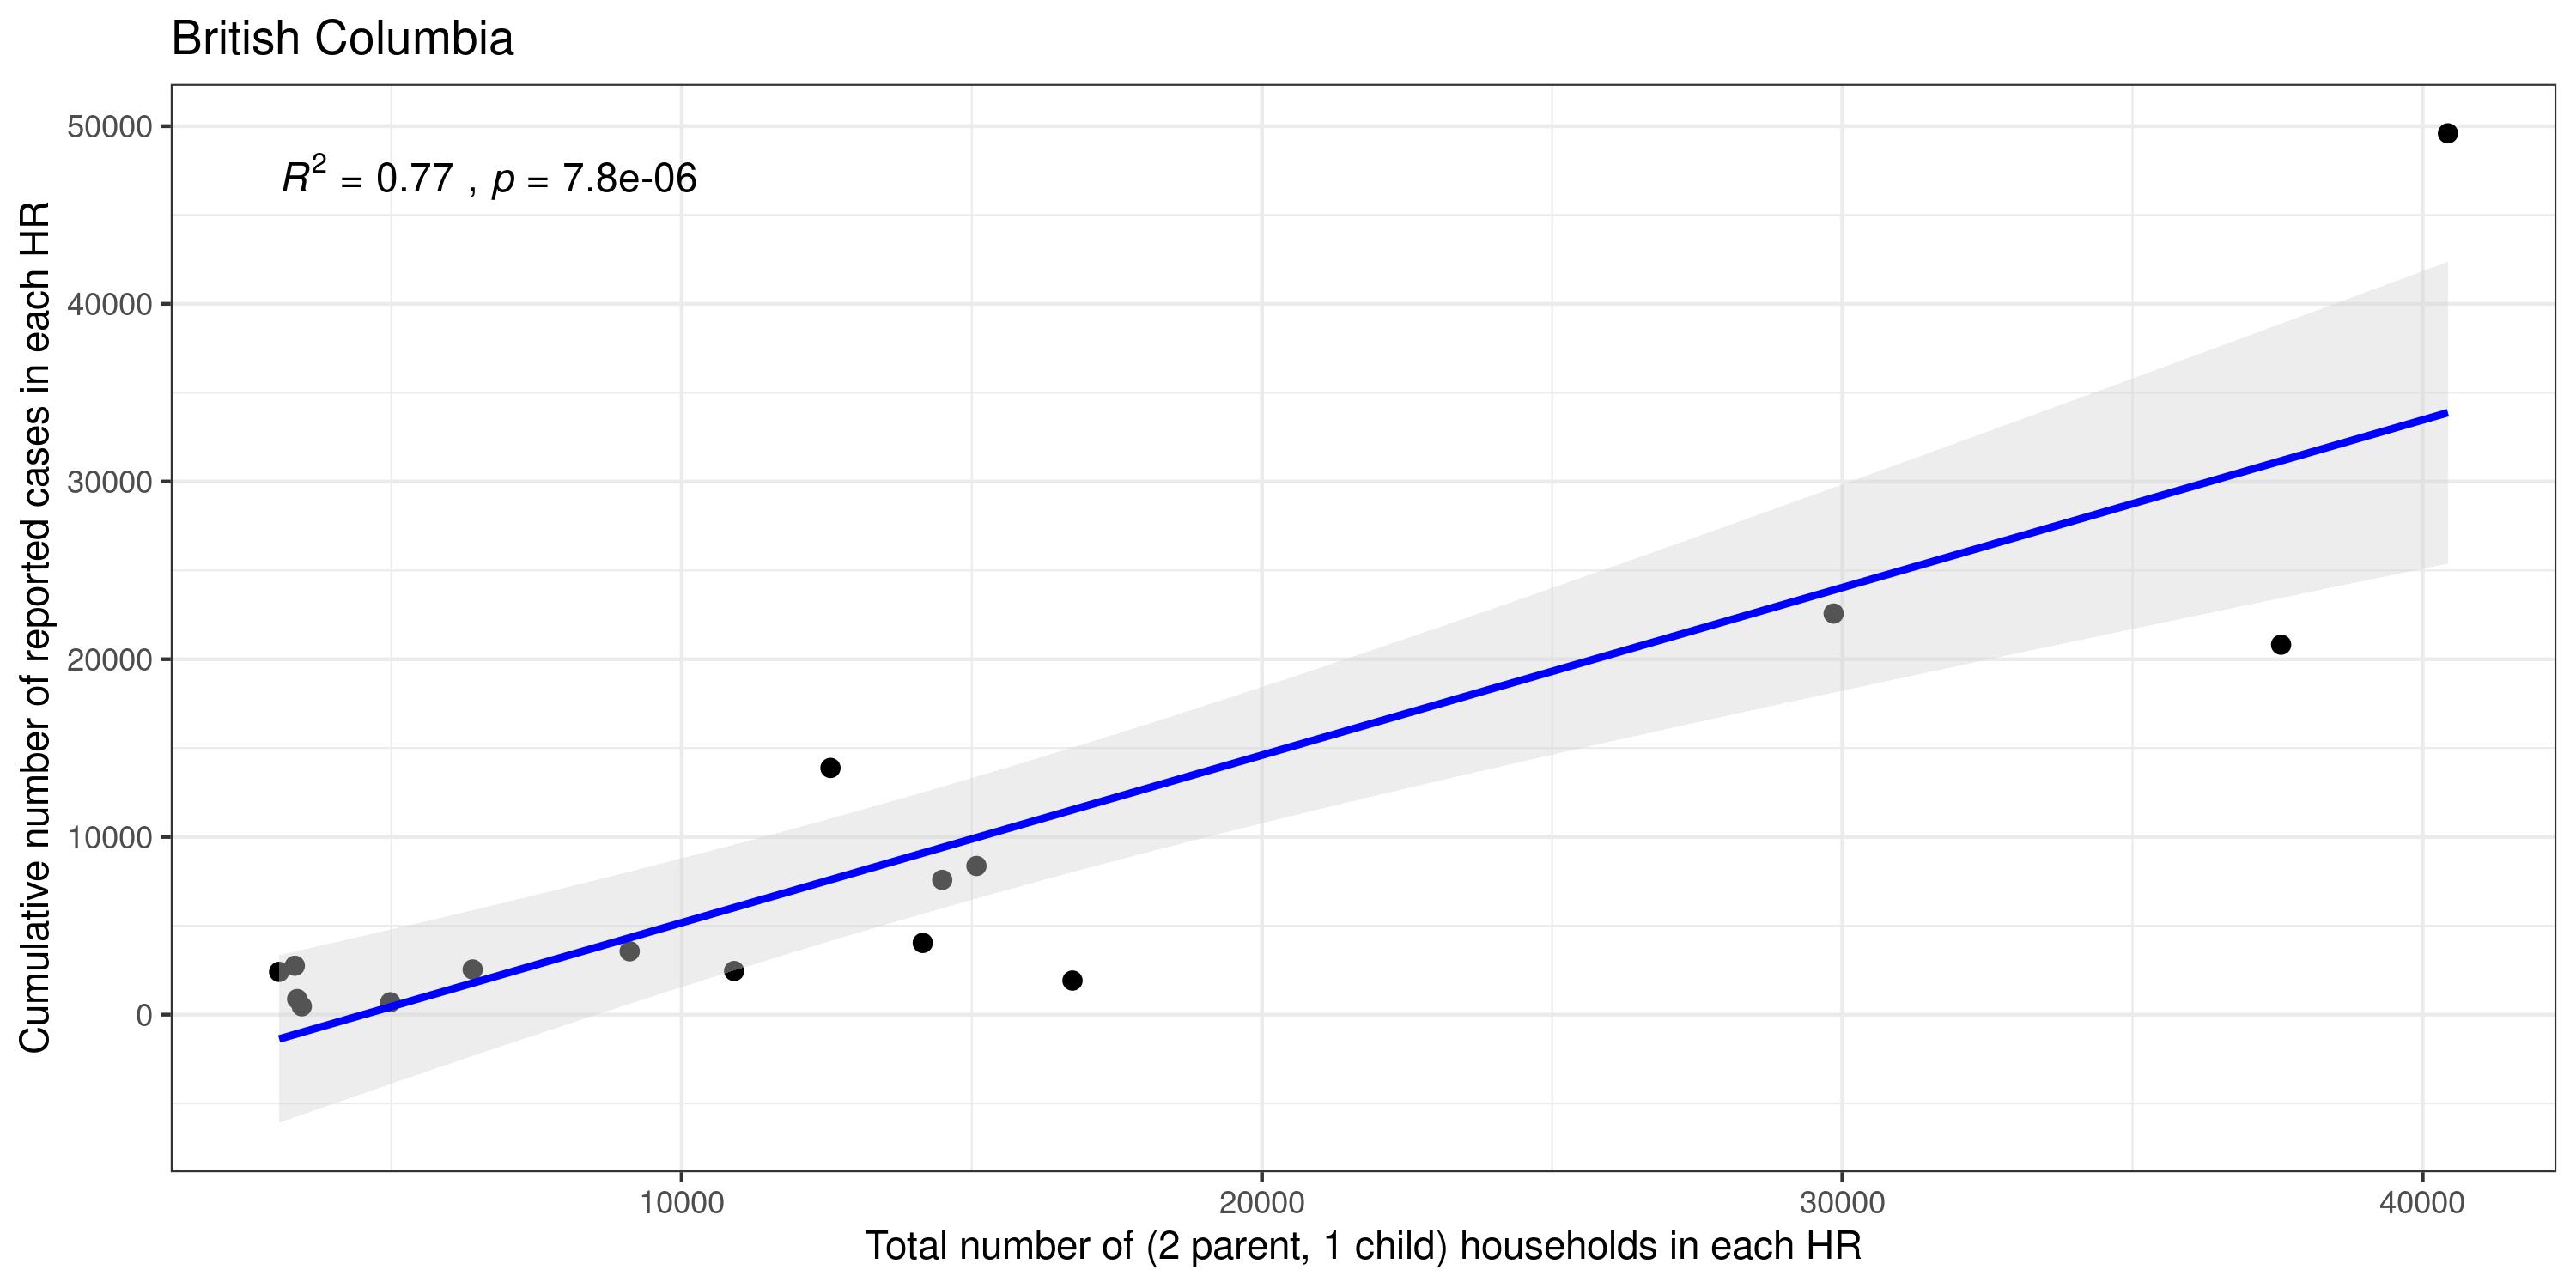 British Columbia
R² = 0.77 , p = 7.8e-06
Cumulative number of reported cases in each HR
50000
40000
30000
20000
10000
0
10000 20000 30000 40000
Total number of (2 parent, 1 child) households in each HR